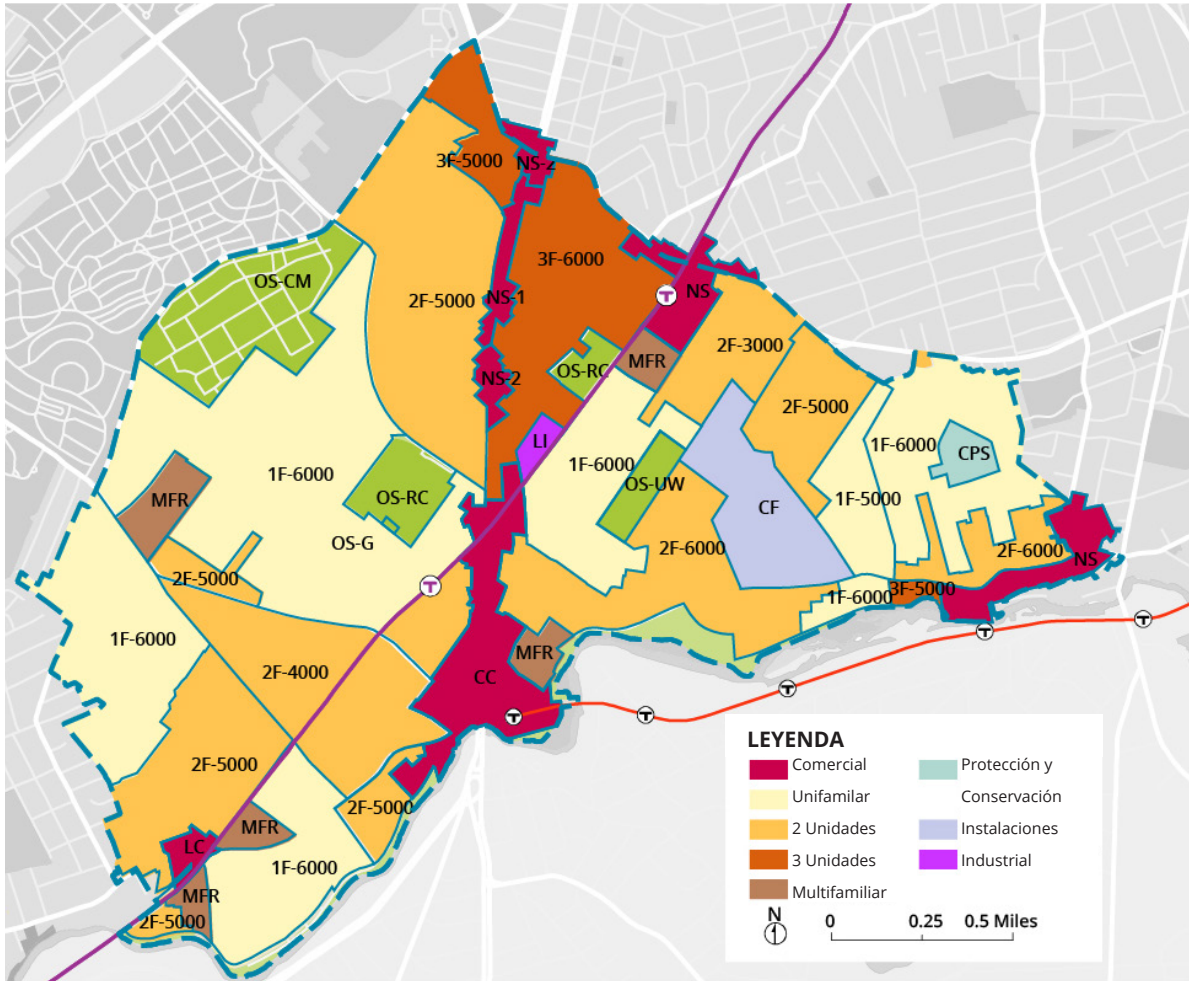 3F-5000
NS-2
3F-6000
OS-CM
2F-5000
NS-1
NS
2F-3000
MFR
OS-RC
NS-2
2F-5000
LI
1F-6000
1F-6000
CPS
1F-6000
OS-UW
MFR
OS-RC
1F-5000
CF
OS-G
2F-6000
2F-6000
2F-5000
NS
3F-5000
1F-6000
T
T
T
T
T
T
T
1F-6000
MFR
2F-4000
CC
2F-5000
2F-5000
MFR
LC
1F-6000
MFR
2F-5000
LEYENDA
Comercial
Unifamilar
2 Unidades
3 Unidades
Multifamiliar
Protección y
Conservación
Instalaciones
Industrial
N
0 0.25 0.5 Miles